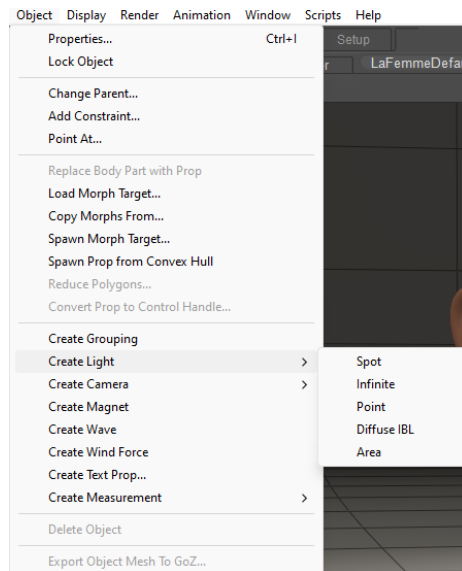 Object Display Render Animation Window Scripts Help
Properties... Ctrl+I
Setup
Lock Object
r LaFemmeDefa
Change Parent...
Add Constraint...
Point At...
Replace Body Part with Prop
Load Morph Target...
Copy Morphs From...
Spawn Morph Target...
Spawn Prop from Convex Hull
Reduce Polygons...
Convert Prop to Control Handle...
Create Grouping
Create Light
Create Camera
Create Magnet
Create Wave
Create Wind Force
Create Text Prop...
Create Measurement
Delete Object
Export Object Mesh To GoZ...
Spot
Infinite
Point
Diffuse IBL
Area